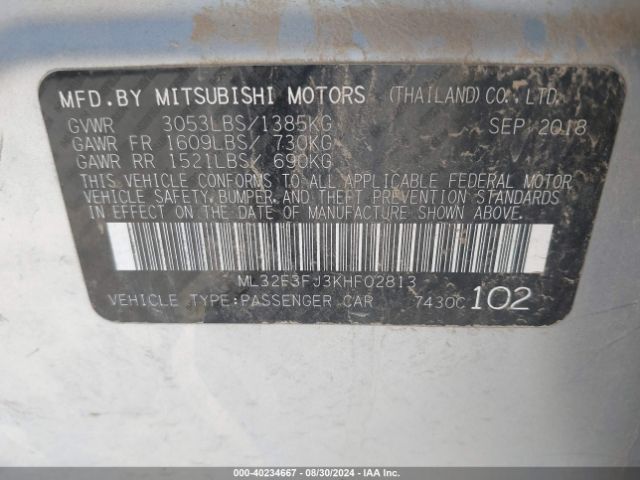 MFD.BY MITSUBISHI MOTORS (THAILAND)CO.,LTD.
GVWR 3053LBS/1385KG SEP 2018
GAWR FR 1609LBS/ 730KG
GAWR RR 1521LBS/ 690KG
THIS VEHICLE CONFORMS TO ALL APPLICABLE FEDERAL MOTOR
VEHICLE SAFETY,BUMPER,AND THEFT PREVENTION STANDARDS
IN EFFECT ON THE DATE OF MANUFACTURE SHOWN ABOVE.
ML32F3FJ3KHF02813
VEHICLE TYPE:PASSENGER CAR 7430C 102
000-40234667 - 08/30/2024 - IAA Inc.